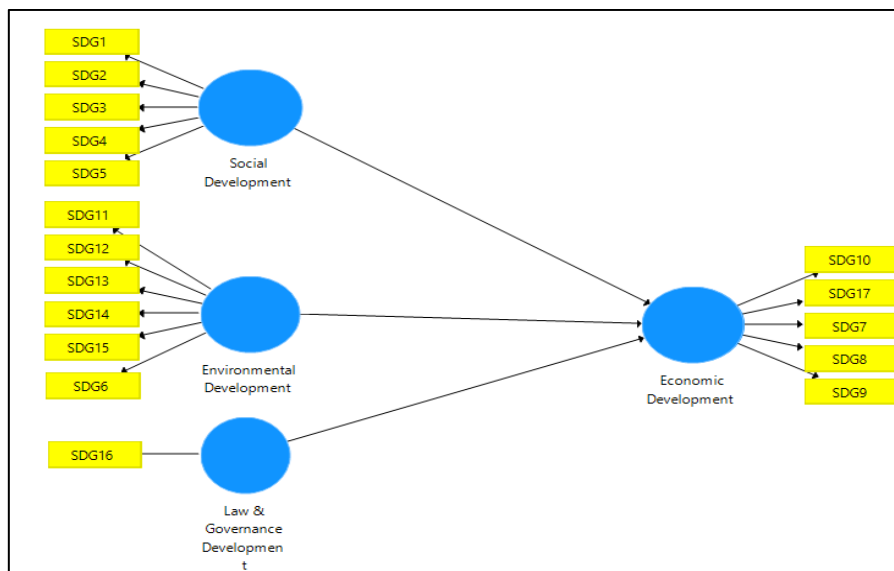 SDG1
SDG2
SDG3
SDG4
SDG5
Social
Development
SDG11
SDG12
SDG13
SDG14
SDG15
SDG6
Environmental
Development
SDG16
Law &
Governance
Developmen
t
SDG10
SDG17
SDG7
SDG8
SDG9
Economic
Development